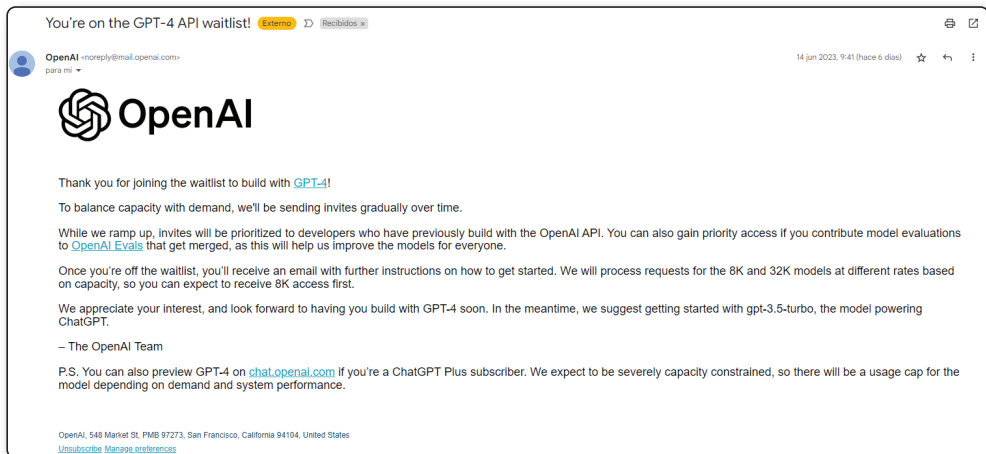 You're on the GPT-4 API waitlist! Externo Recibidos x
OpenAI <noreply@mail.openai.com>
14 jun 2023, 9:41 (hace 6 días)
para mí
OpenAI
Thank you for joining the waitlist to build with GPT-4!
To balance capacity with demand, we'll be sending invites gradually over time.
While we ramp up, invites will be prioritized to developers who have previously build with the OpenAI API. You can also gain priority access if you contribute model evaluations
to OpenAI Evals that get merged, as this will help us improve the models for everyone.
Once you're off the waitlist, you'll receive an email with further instructions on how to get started. We will process requests for the 8K and 32K models at different rates based
on capacity, so you can expect to receive 8K access first.
We appreciate your interest, and look forward to having you build with GPT-4 soon. In the meantime, we suggest getting started with gpt-3.5-turbo, the model powering
ChatGPT.
– The OpenAI Team
P.S. You can also preview GPT-4 on chat.openai.com if you're a ChatGPT Plus subscriber. We expect to be severely capacity constrained, so there will be a usage cap for the
model depending on demand and system performance.
OpenAI, 548 Market St, PMB 97273, San Francisco, California 94104, United States
Unsubscribe Manage preferences